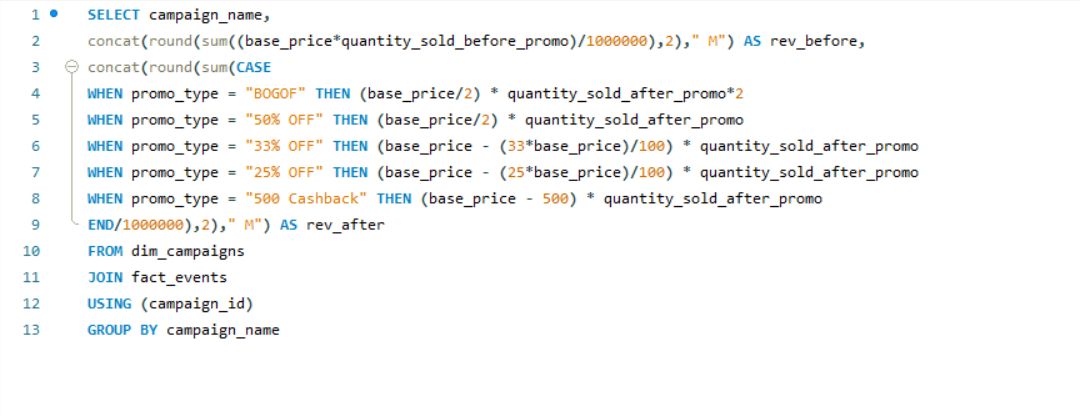 1 SELECT campaign_name,
2 concat(round(sum((base_price*quantity_sold_before_promo)/1000000),2)," M") AS rev_before,
3 concat(round(sum(CASE
4 WHEN promo_type = "BOGOF" THEN (base_price/2) * quantity_sold_after_promo*2
5 WHEN promo_type = "50% OFF" THEN (base_price/2) * quantity_sold_after_promo
6 WHEN promo_type = "33% OFF" THEN (base_price - (33*base_price)/100) * quantity_sold_after_promo
7 WHEN promo_type = "25% OFF" THEN (base_price - (25*base_price)/100) * quantity_sold_after_promo
8 WHEN promo_type = "500 Cashback" THEN (base_price - 500) * quantity_sold_after_promo
9 END/1000000),2)," M") AS rev_after
10 FROM dim_campaigns
11 JOIN fact_events
12 USING (campaign_id)
13 GROUP BY campaign_name